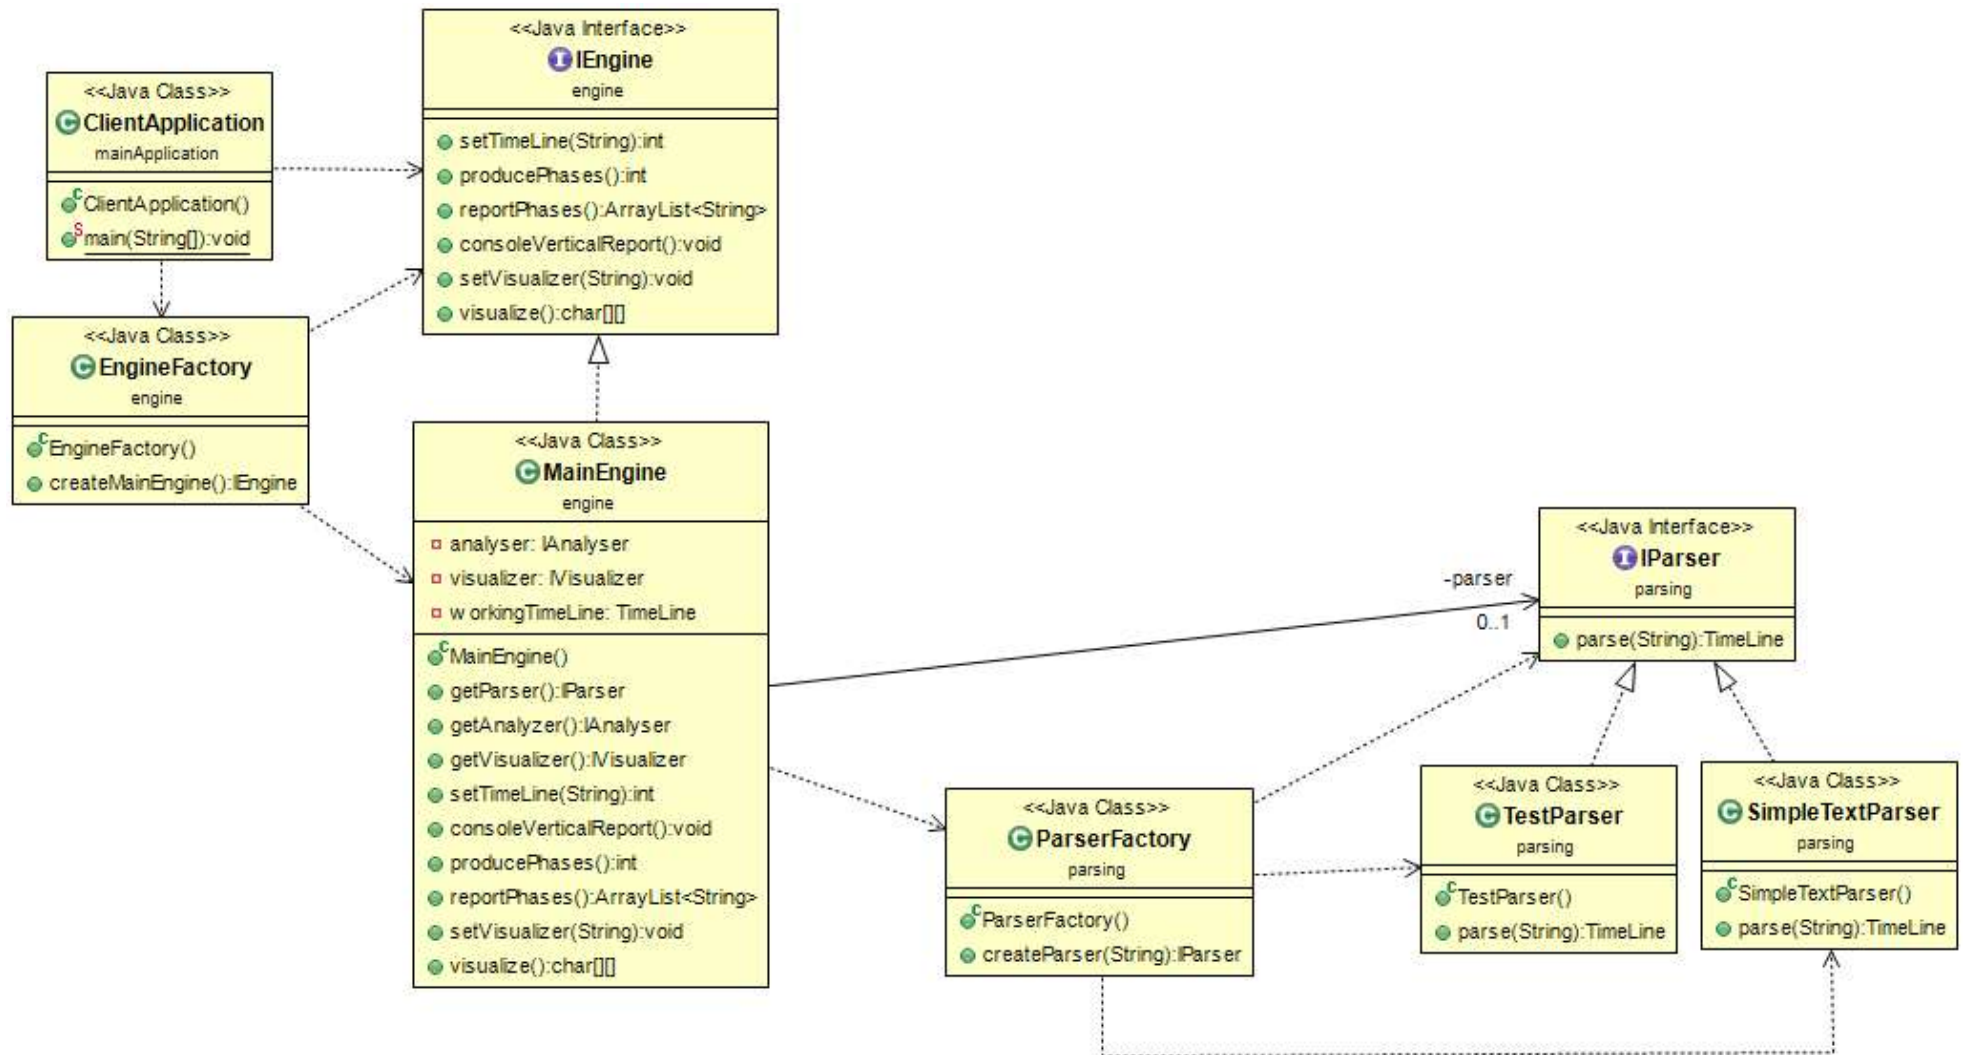 <<Java Class>>
ClientApplication
mainApplication
ClientApplication()
main(String[]):void
<<Java Interface>>
IEngine
engine
setTimeLine(String):int
producePhases():int
reportPhases():ArrayList<String>
consoleVerticalReport():void
setVisualizer(String):void
visualize():char[][]
<<Java Class>>
EngineFactory
engine
EngineFactory()
createMainEngine():IEngine
<<Java Class>>
MainEngine
engine
analyser: IAnalyser
visualizer: IVisualizer
workingTimeLine: TimeLine
MainEngine()
getParser():IParser
getAnalyzer():IAnalyser
getVisualizer():IVisualizer
setTimeLine(String):int
consoleVerticalReport():void
producePhases():int
reportPhases():ArrayList<String>
setVisualizer(String):void
visualize():char[][]
-parser
0..1
<<Java Interface>>
IParser
parsing
parse(String):TimeLine
<<Java Class>>
ParserFactory
parsing
ParserFactory()
createParser(String):IParser
<<Java Class>>
TestParser
parsing
TestParser()
parse(String):TimeLine
<<Java Class>>
SimpleTextParser
parsing
SimpleTextParser()
parse(String):TimeLine